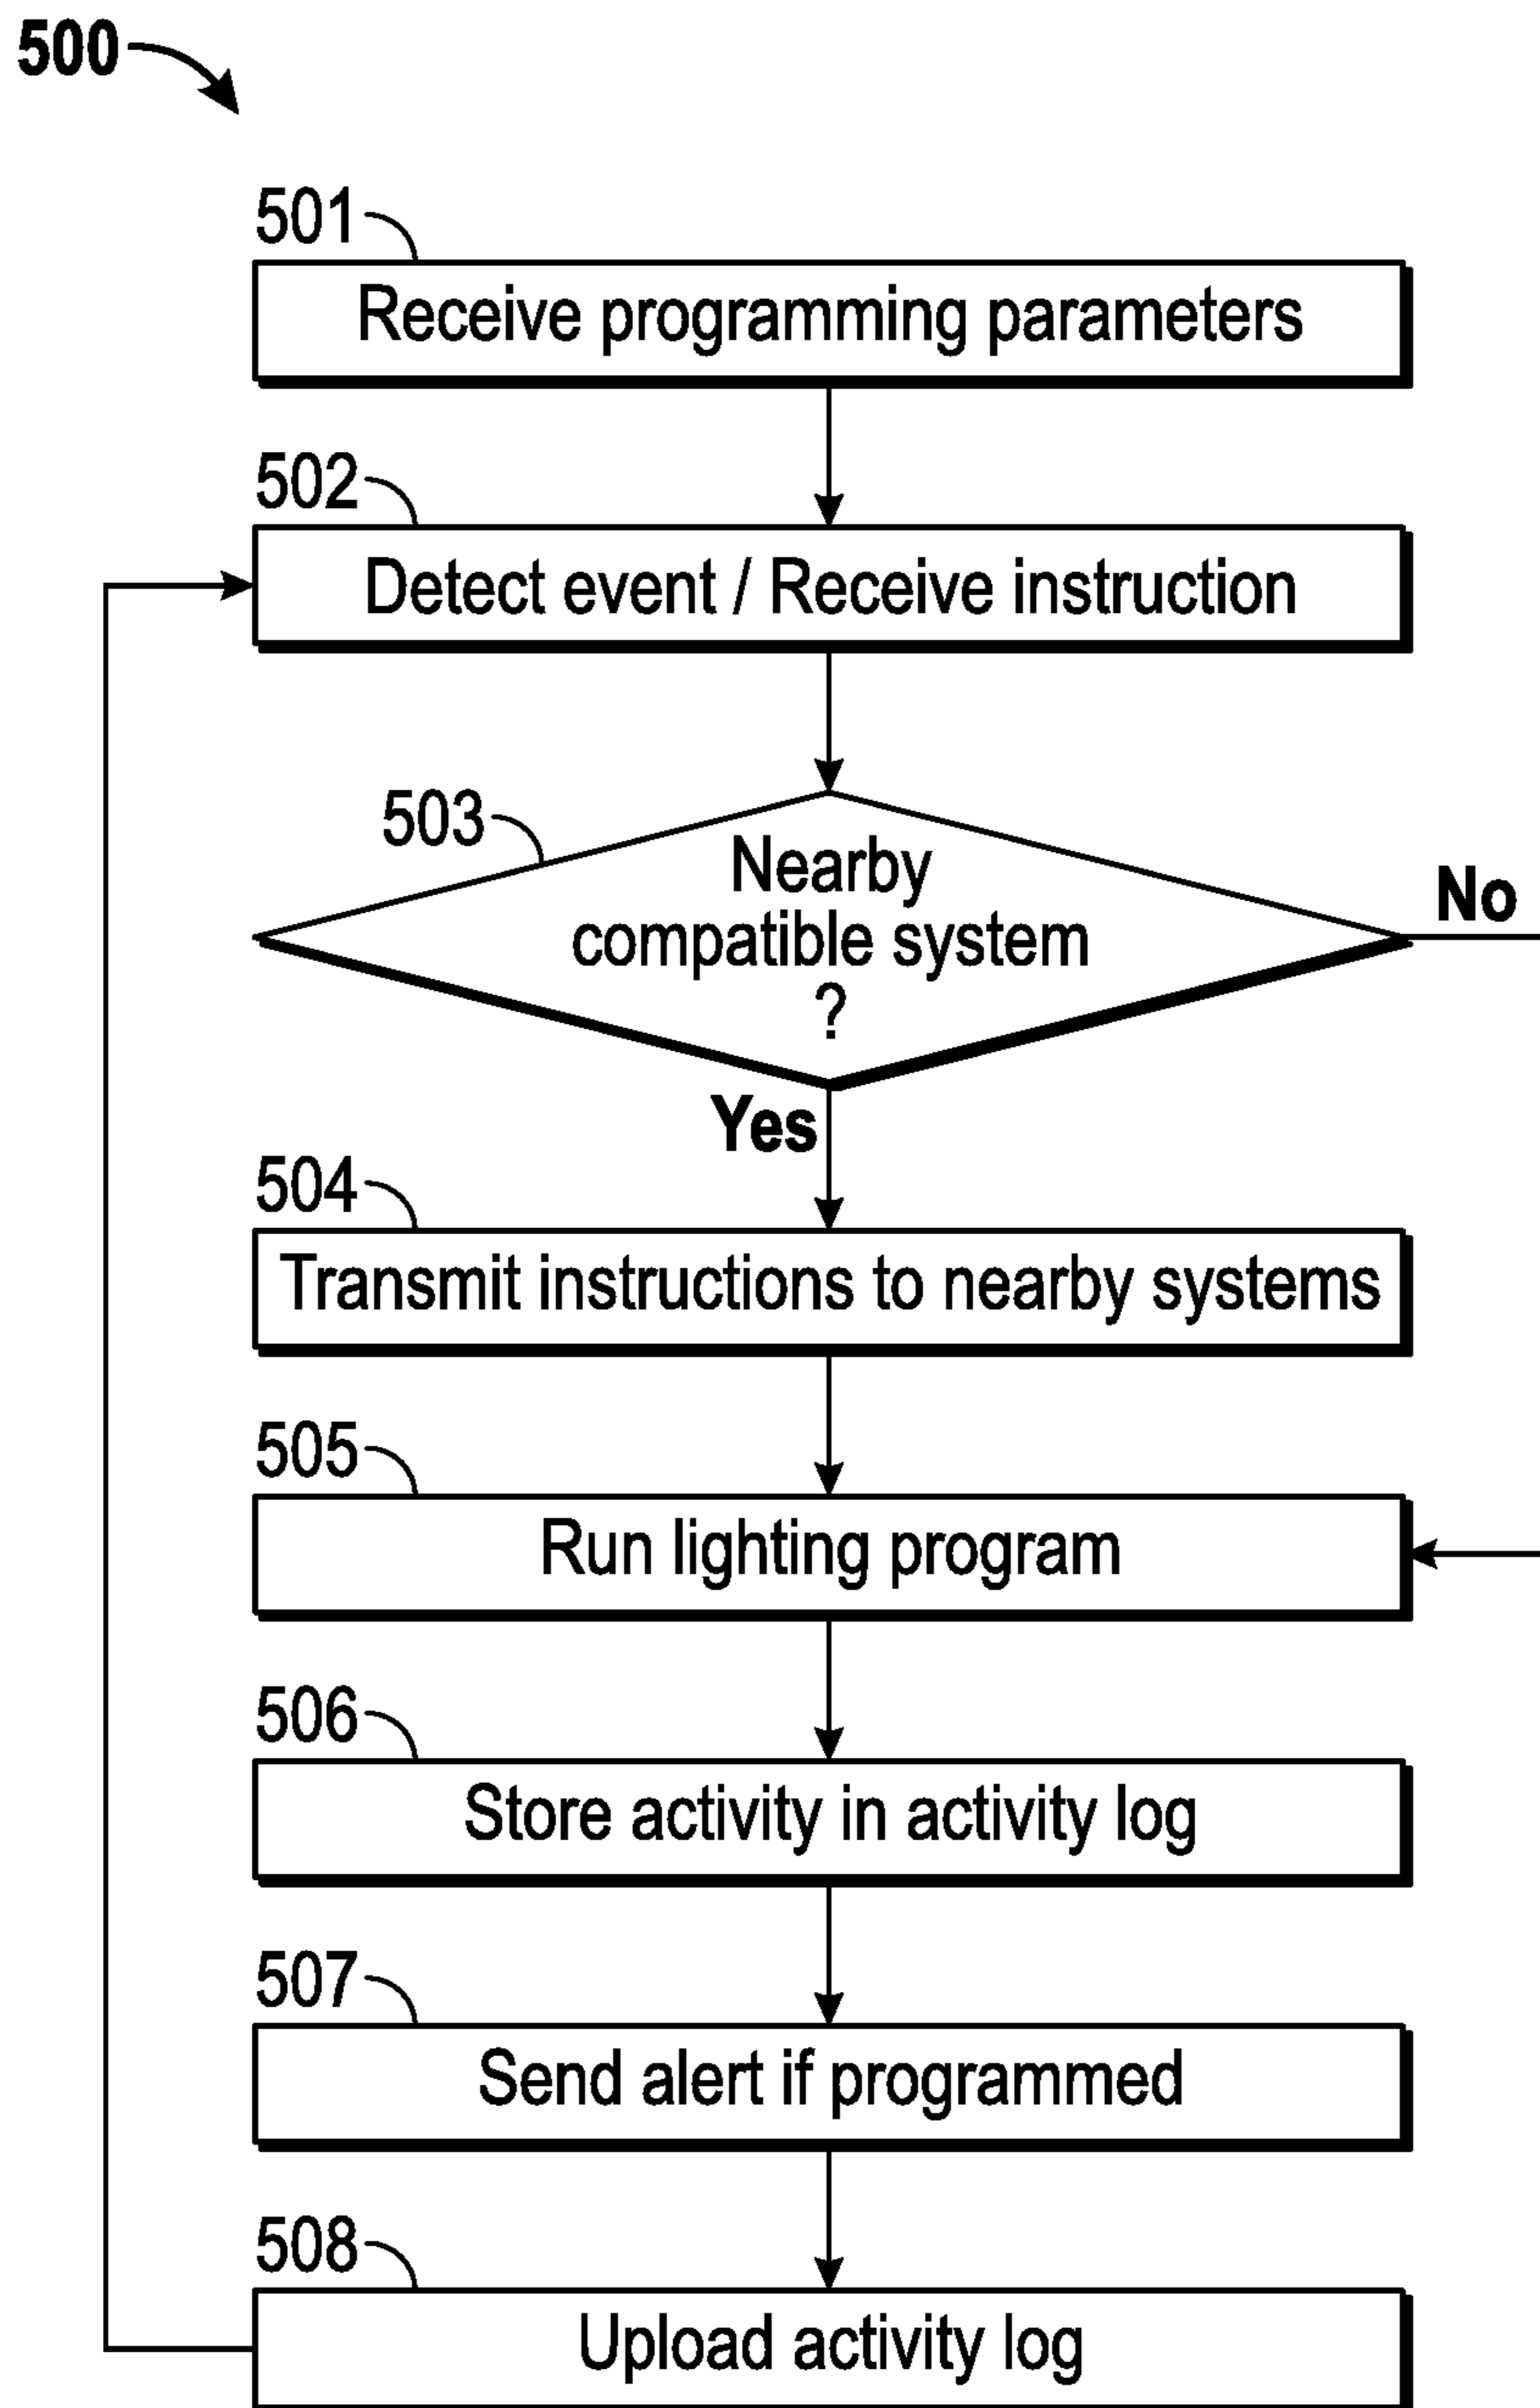 500
501
Receive programming parameters
502
Detect event / Receive instruction
503
Nearby
compatible system
?
No
Yes
504
Transmit instructions to nearby systems
505
Run lighting program
506
Store activity in activity log
507
Send alert if programmed
508
Upload activity log